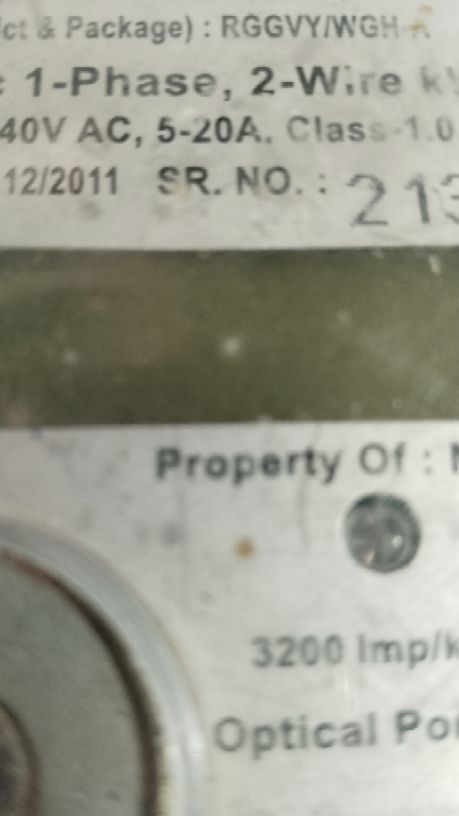 ct & Package) : RGGVY/WGH
1-Phase, 2-Wire k
40V AC, 5-20A. Class-1.0
12/2011 SR. NO. : 213
Property Of :
3200 Imp/k
Optical Po